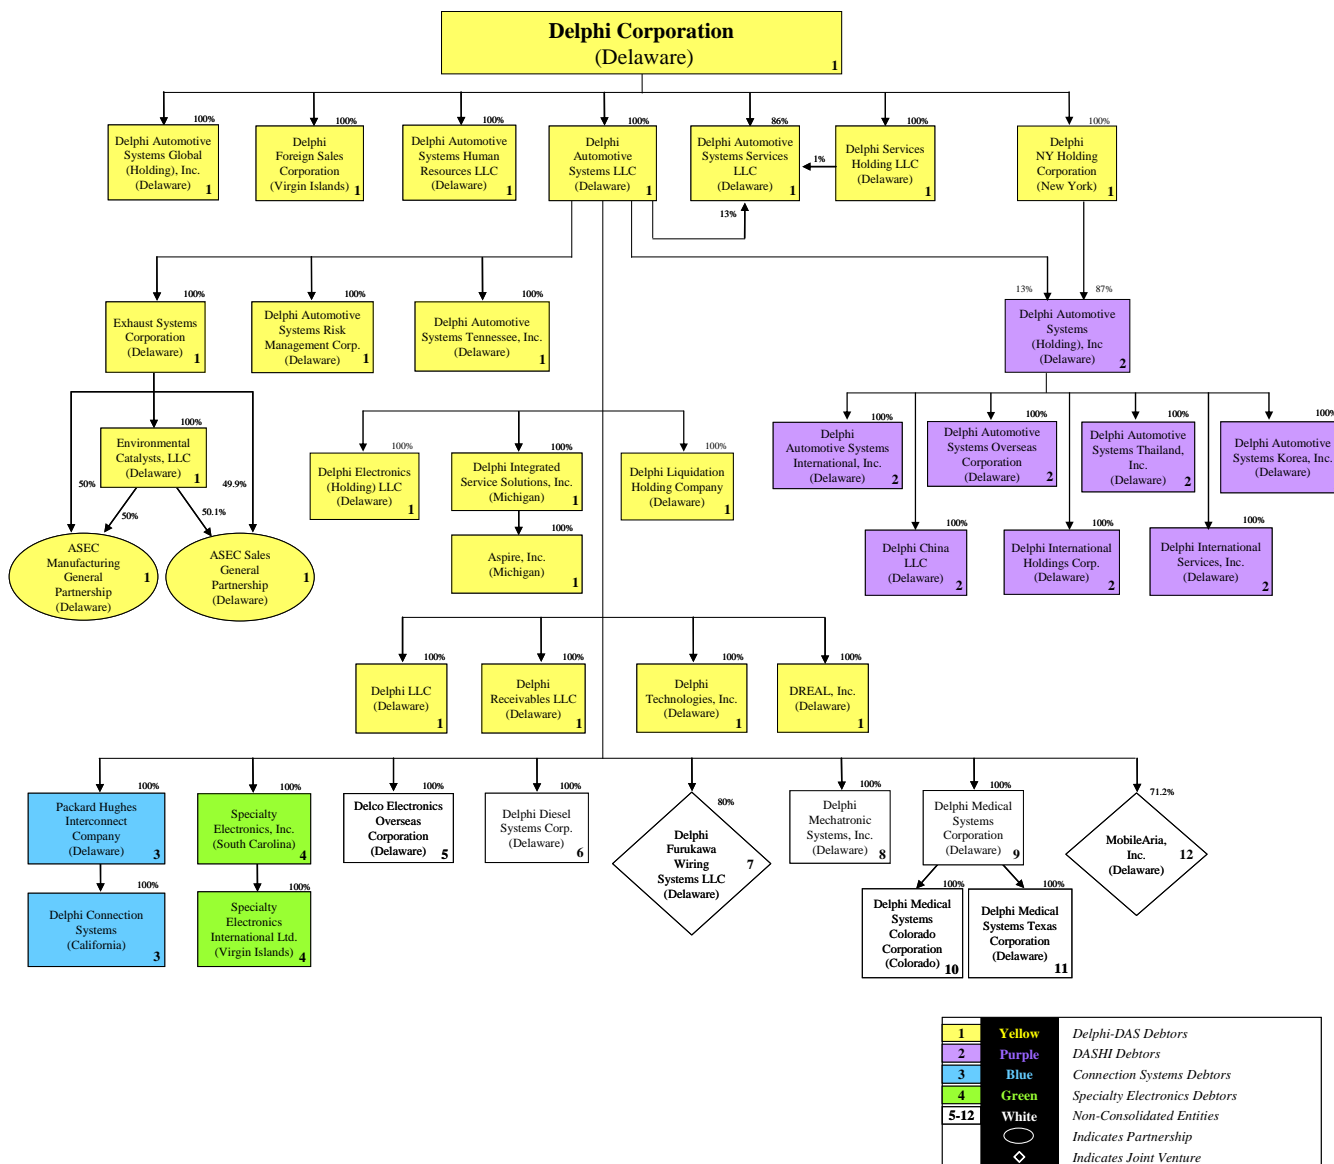 Delphi Corporation
(Delaware)
1
100%
100%
100%
100%
86%
100%
100%
Delphi Automotive
Systems Global
(Holding), Inc.
(Delaware)
1
Delphi
Foreign Sales
Corporation
(Virgin Islands)
1
Delphi Automotive
Systems Human
Resources LLC
(Delaware)
1
Delphi
Automotive
Systems LLC
(Delaware)
1
Delphi Automotive
Systems Services
LLC
(Delaware)
1
1%
Delphi Services
Holding LLC
(Delaware)
1
Delphi
NY Holding
Corporation
(New York)
1
13%
100%
100%
100%
13%
87%
Exhaust Systems
Corporation
(Delaware)
1
Delphi Automotive
Systems Risk
Management Corp.
(Delaware)
1
Delphi Automotive
Systems Tennessee, Inc.
(Delaware)
1
Delphi Automotive
Systems
(Holding), Inc
(Delaware)
2
100%
Environmental
Catalysts, LLC
(Delaware)
1
50%
50%
50.1%
49.9%
ASEC
Manufacturing
General
Partnership
(Delaware)
1
ASEC Sales
General
Partnership
(Delaware)
1
100%
Delphi Electronics
(Holding) LLC
(Delaware)
1
100%
Delphi Integrated
Service Solutions, Inc.
(Michigan)
1
100%
Delphi Liquidation
Holding Company
(Delaware)
1
100%
Aspire, Inc.
(Michigan)
1
100%
Delphi
Automotive Systems
International, Inc.
(Delaware)
2
100%
Delphi Automotive
Systems Overseas
Corporation
(Delaware)
2
100%
Delphi Automotive
Systems Thailand,
Inc.
(Delaware)
2
100%
Delphi Automotive
Systems Korea, Inc.
(Delaware)
2
100%
Delphi China
LLC
(Delaware)
2
100%
Delphi International
Holdings Corp.
(Delaware)
2
100%
Delphi International
Services, Inc.
(Delaware)
2
100%
Delphi LLC
(Delaware)
1
100%
Delphi
Receivables LLC
(Delaware)
1
100%
Delphi
Technologies, Inc.
(Delaware)
1
100%
DREAL, Inc.
(Delaware)
1
100%
Packard Hughes
Interconnect
Company
(Delaware)
3
100%
Specialty
Electronics, Inc.
(South Carolina)
4
100%
Delco Electronics
Overseas
Corporation
(Delaware)
5
100%
Delphi Diesel
Systems Corp.
(Delaware)
6
80%
Delphi
Furukawa
Wiring
Systems LLC
(Delaware)
7
100%
Delphi
Mechatronic
Systems, Inc.
(Delaware)
8
100%
Delphi Medical
Systems
Corporation
(Delaware)
9
71.2%
MobileAria,
Inc.
(Delaware)
12
100%
Delphi Connection
Systems
(California)
3
100%
Specialty
Electronics
International Ltd.
(Virgin Islands)
4
100%
Delphi Medical
Systems
Colorado
Corporation
(Colorado)
10
100%
Delphi Medical
Systems Texas
Corporation
(Delaware)
11
1 Yellow Delphi-DAS Debtors
2 Purple DASHI Debtors
3 Blue Connection Systems Debtors
4 Green Specialty Electronics Debtors
5-12 White Non-Consolidated Entities
Indicates Partnership
Indicates Joint Venture